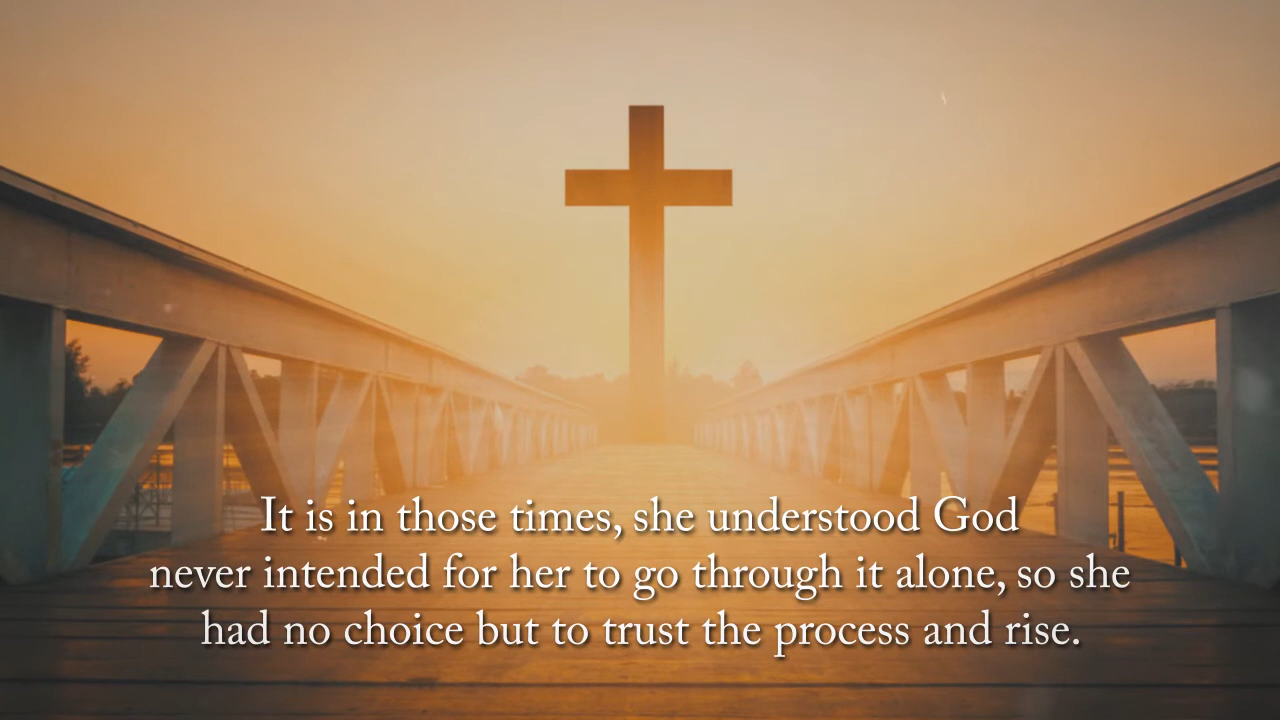 It is in those times, she understood God
never intended for her to go through it alone, so she
had no choice but to trust the process and rise.